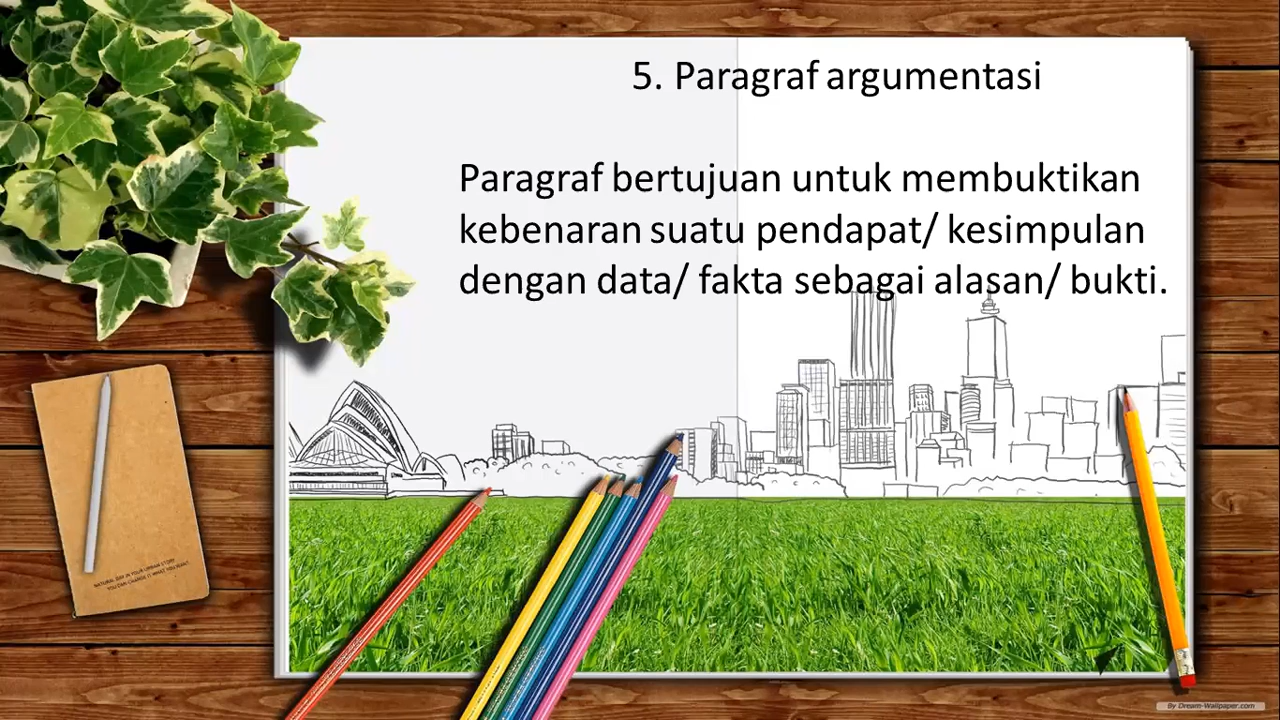 5. Paragraf argumentasi
Paragraf bertujuan untuk membuktikan
kebenaran suatu pendapat/ kesimpulan
dengan data/ fakta sebagai alasan/ bukti.
By Dream-Wallpaper.com